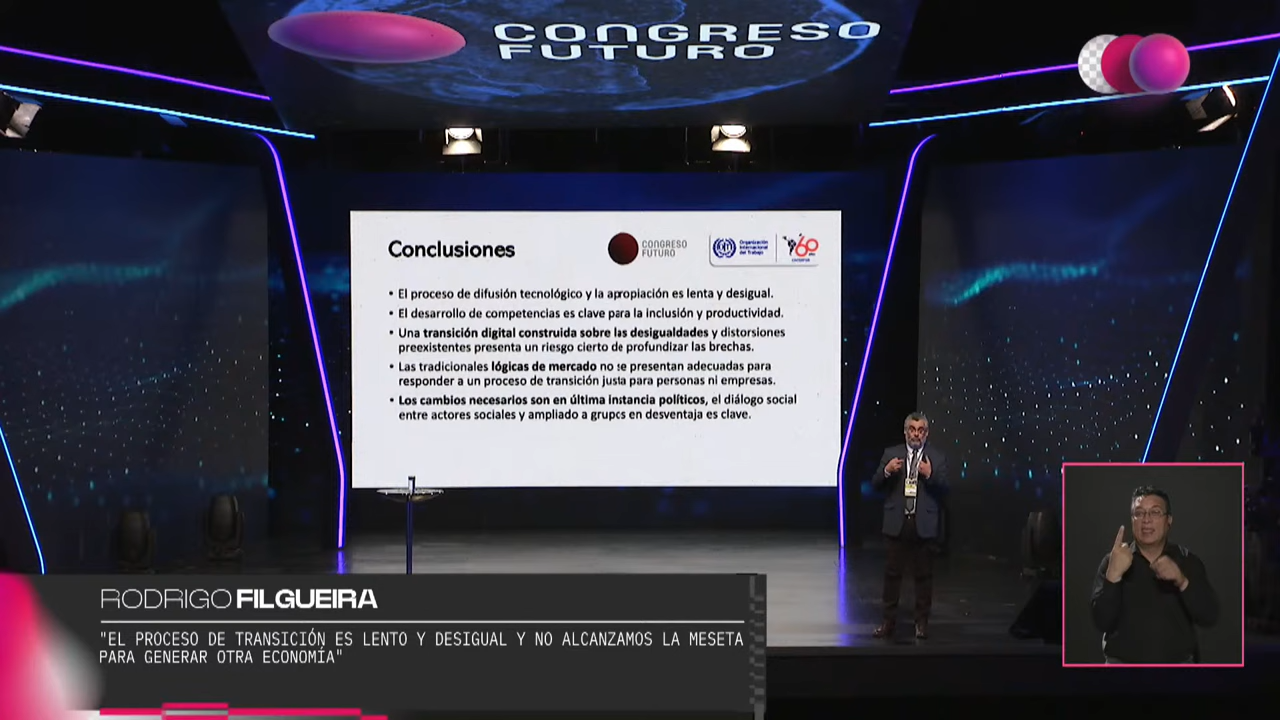 CONGRESO
FUTURO
Conclusiones
CONGRESO
FUTURO
Organización
Internacional
del Trabajo
60
• El proceso de difusión tecnológico y la apropiación es lenta y desigual.
• El desarrollo de competencias es clave para la inclusión y productividad.
• Una transición digital construida sobre las desigualdades y distorsiones
preexistentes presenta un riesgo cierto de profundizar las brechas.
• Las tradicionales lógicas de mercado no se presentan adecuadas para
responder a un proceso de transición justa para personas ni empresas.
• Los cambios necesarios son en última instancia políticos, el diálogo social
entre actores sociales y ampliado a grupos en desventaja es clave.
RODRIGO FILGUEIRA
"EL PROCESO DE TRANSICIÓN ES LENTO Y DESIGUAL Y NO ALCANZAMOS LA MESETA
PARA GENERAR OTRA ECONOMÍA"